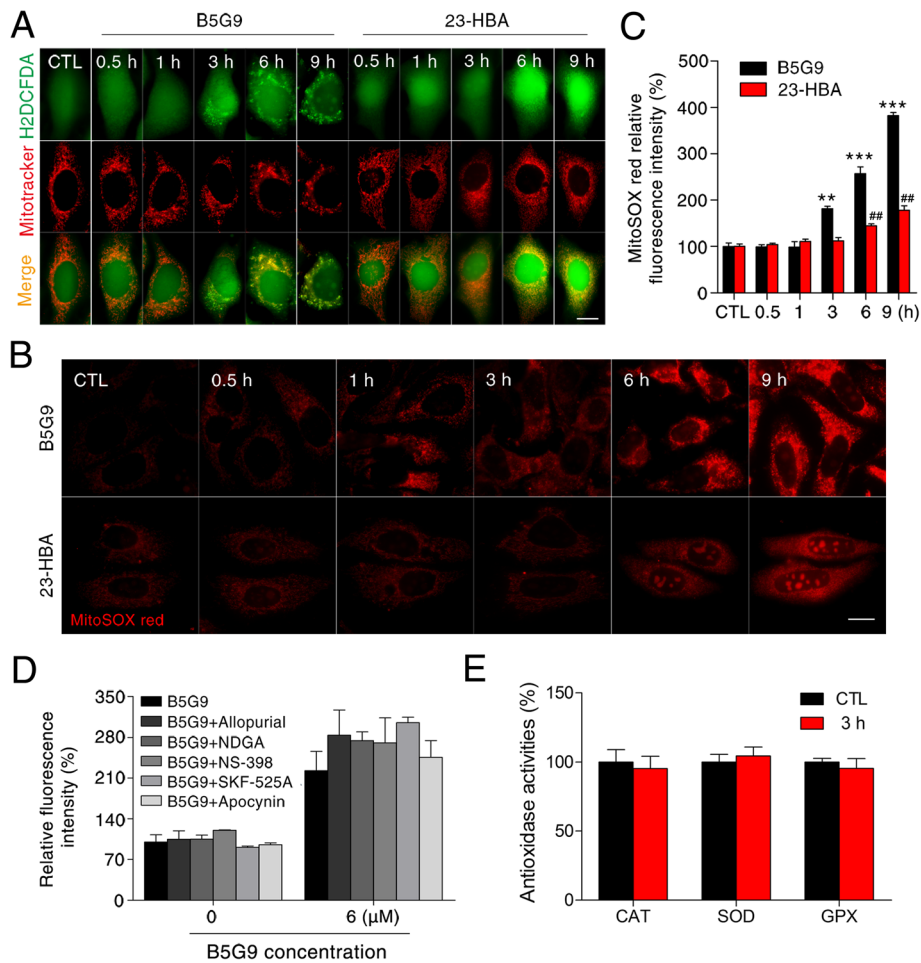 A
B5G9
23-HBA
CTL
0.5 h
1 h
3 h
6 h
9 h
0.5 h
1 h
3 h
6 h
9 h
H2DCFDA
Mitotracker
Merge
C
MitoSOX red relative
fluorescence intensity (%)
B5G9
23-HBA
500
400
300
200
100
0
**
***
***
##
##
CTL 0.5 1 3 6 9 (h)
B
CTL
0.5 h
1 h
3 h
6 h
9 h
B5G9
23-HBA
MitoSOX red
D
Relative fluorescence
intensity (%)
350
280
210
140
70
0
B5G9
B5G9+Allopurial
B5G9+NDGA
B5G9+NS-398
B5G9+SKF-525A
B5G9+Apocynin
0 6 (μM)
B5G9 concentration
E
Antioxidase activities (%)
150
100
50
0
CTL
3 h
CAT SOD GPX